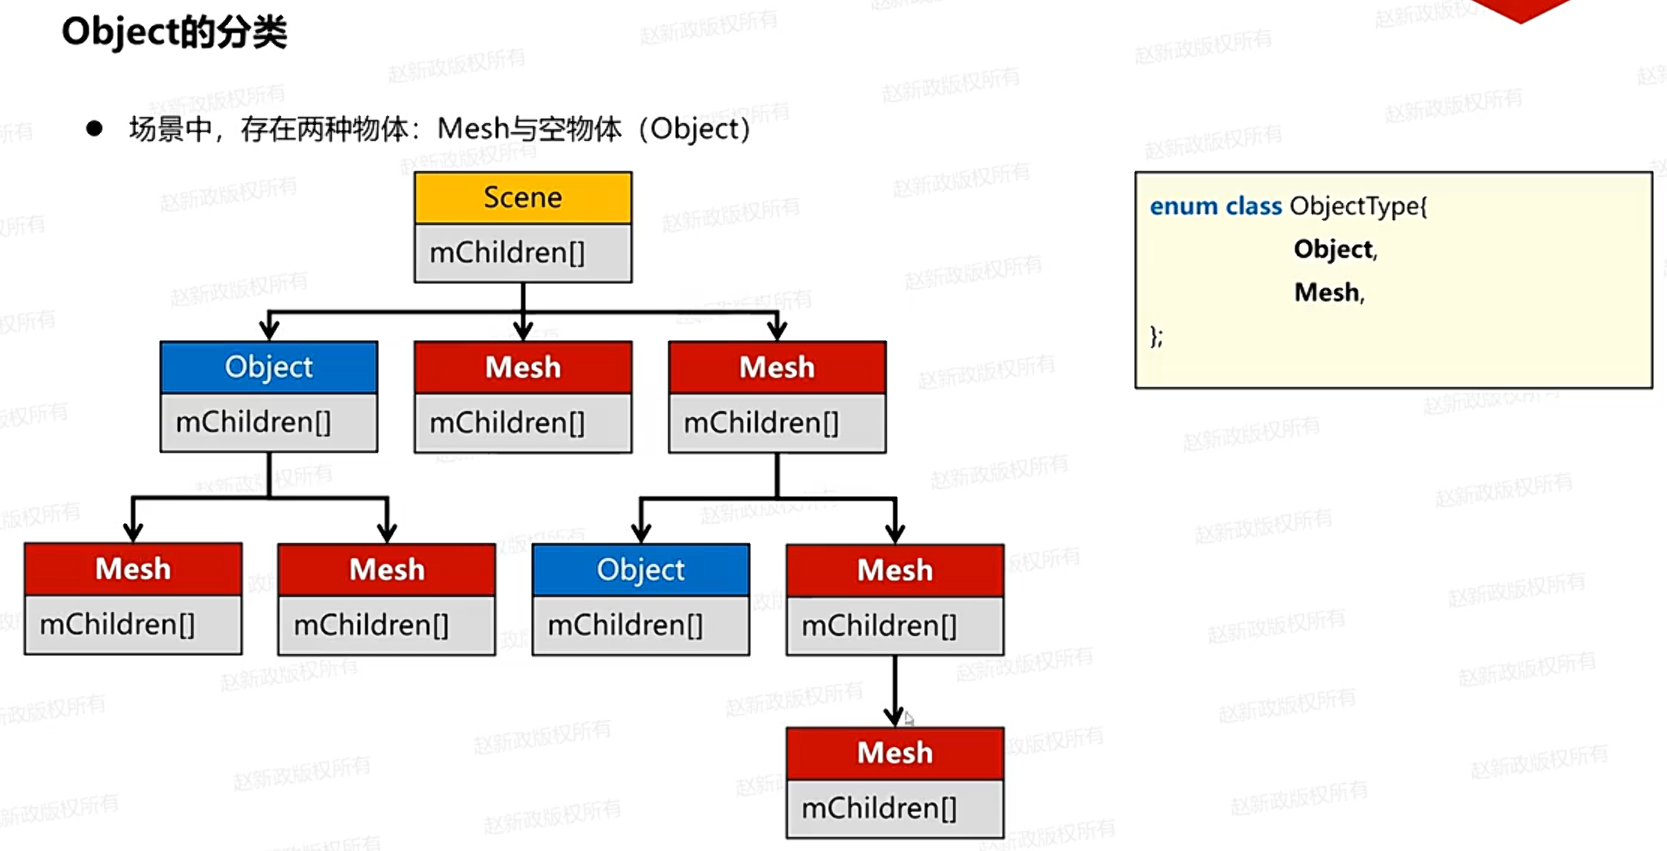 Object的分类
● 场景中，存在两种物体：Mesh与空物体（Object）
Scene
mChildren[]
Object
mChildren[]
Mesh
mChildren[]
Mesh
mChildren[]
Mesh
mChildren[]
Mesh
mChildren[]
Object
mChildren[]
Mesh
mChildren[]
Mesh
mChildren[]
enum class ObjectType{
Object,
Mesh,
};
赵新政版权所有